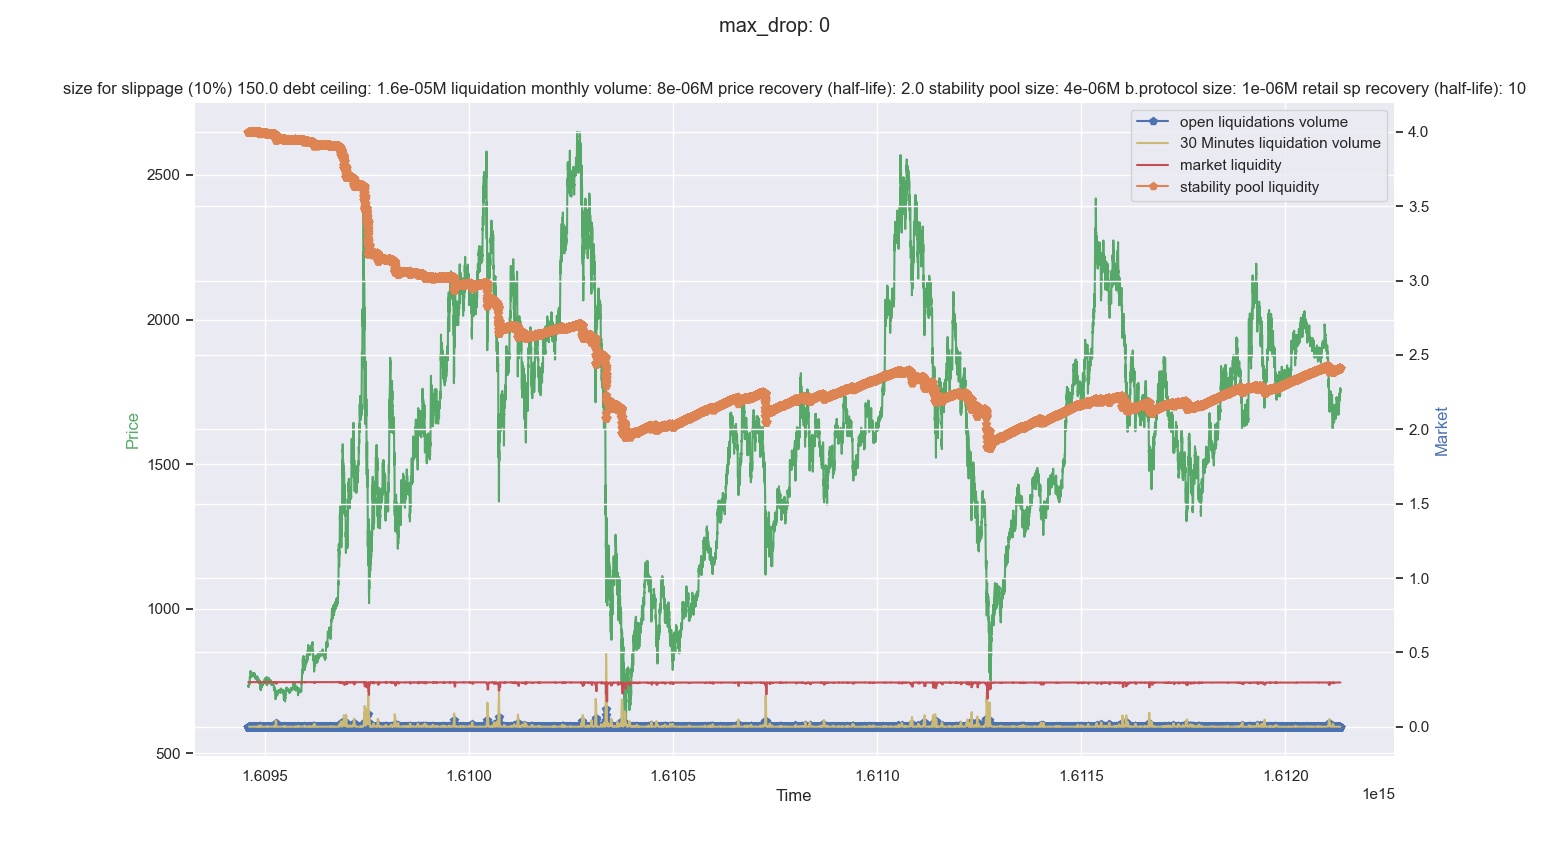 max_drop: 0
size for slippage (10%) 150.0 debt ceiling: 1.6e-05M liquidation monthly volume: 8e-06M price recovery (half-life): 2.0 stability pool size: 4e-06M b.protocol size: 1e-06M retail sp recovery (half-life): 10
open liquidations volume
30 Minutes liquidation volume
market liquidity
stability pool liquidity
2500
2000
1500
1000
500
Price
4.0
3.5
3.0
2.5
2.0
1.5
1.0
0.5
0.0
Market
1.6095 1.6100 1.6105 1.6110 1.6115 1.6120
Time
1e15